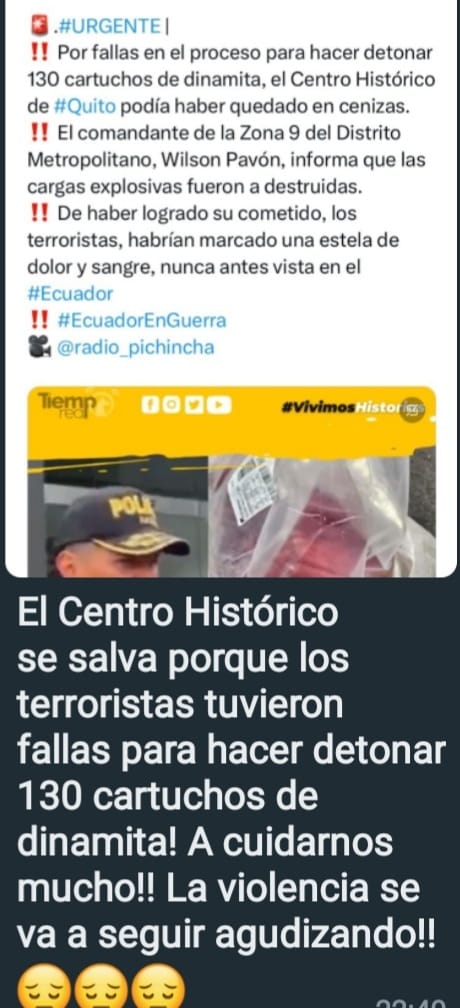 🚨.#URGENTE|
‼️ Por fallas en el proceso para hacer detonar
130 cartuchos de dinamita, el Centro Histórico
de #Quito podía haber quedado en cenizas.
‼️ El comandante de la Zona 9 del Distrito
Metropolitano, Wilson Pavón, informa que las
cargas explosivas fueron a destruidas.
‼️ De haber logrado su cometido, los
terroristas, habrían marcado una estela de
dolor y sangre, nunca antes vista en el
#Ecuador
‼️ #EcuadorEnGuerra
🎥 @radio_pichincha
Tiempo
real
#VivimosHistorias
El Centro Histórico
se salva porque los
terroristas tuvieron
fallas para hacer detonar
130 cartuchos de
dinamita! A cuidarnos
mucho!! La violencia se
va a seguir agudizando!!
😔😔😔